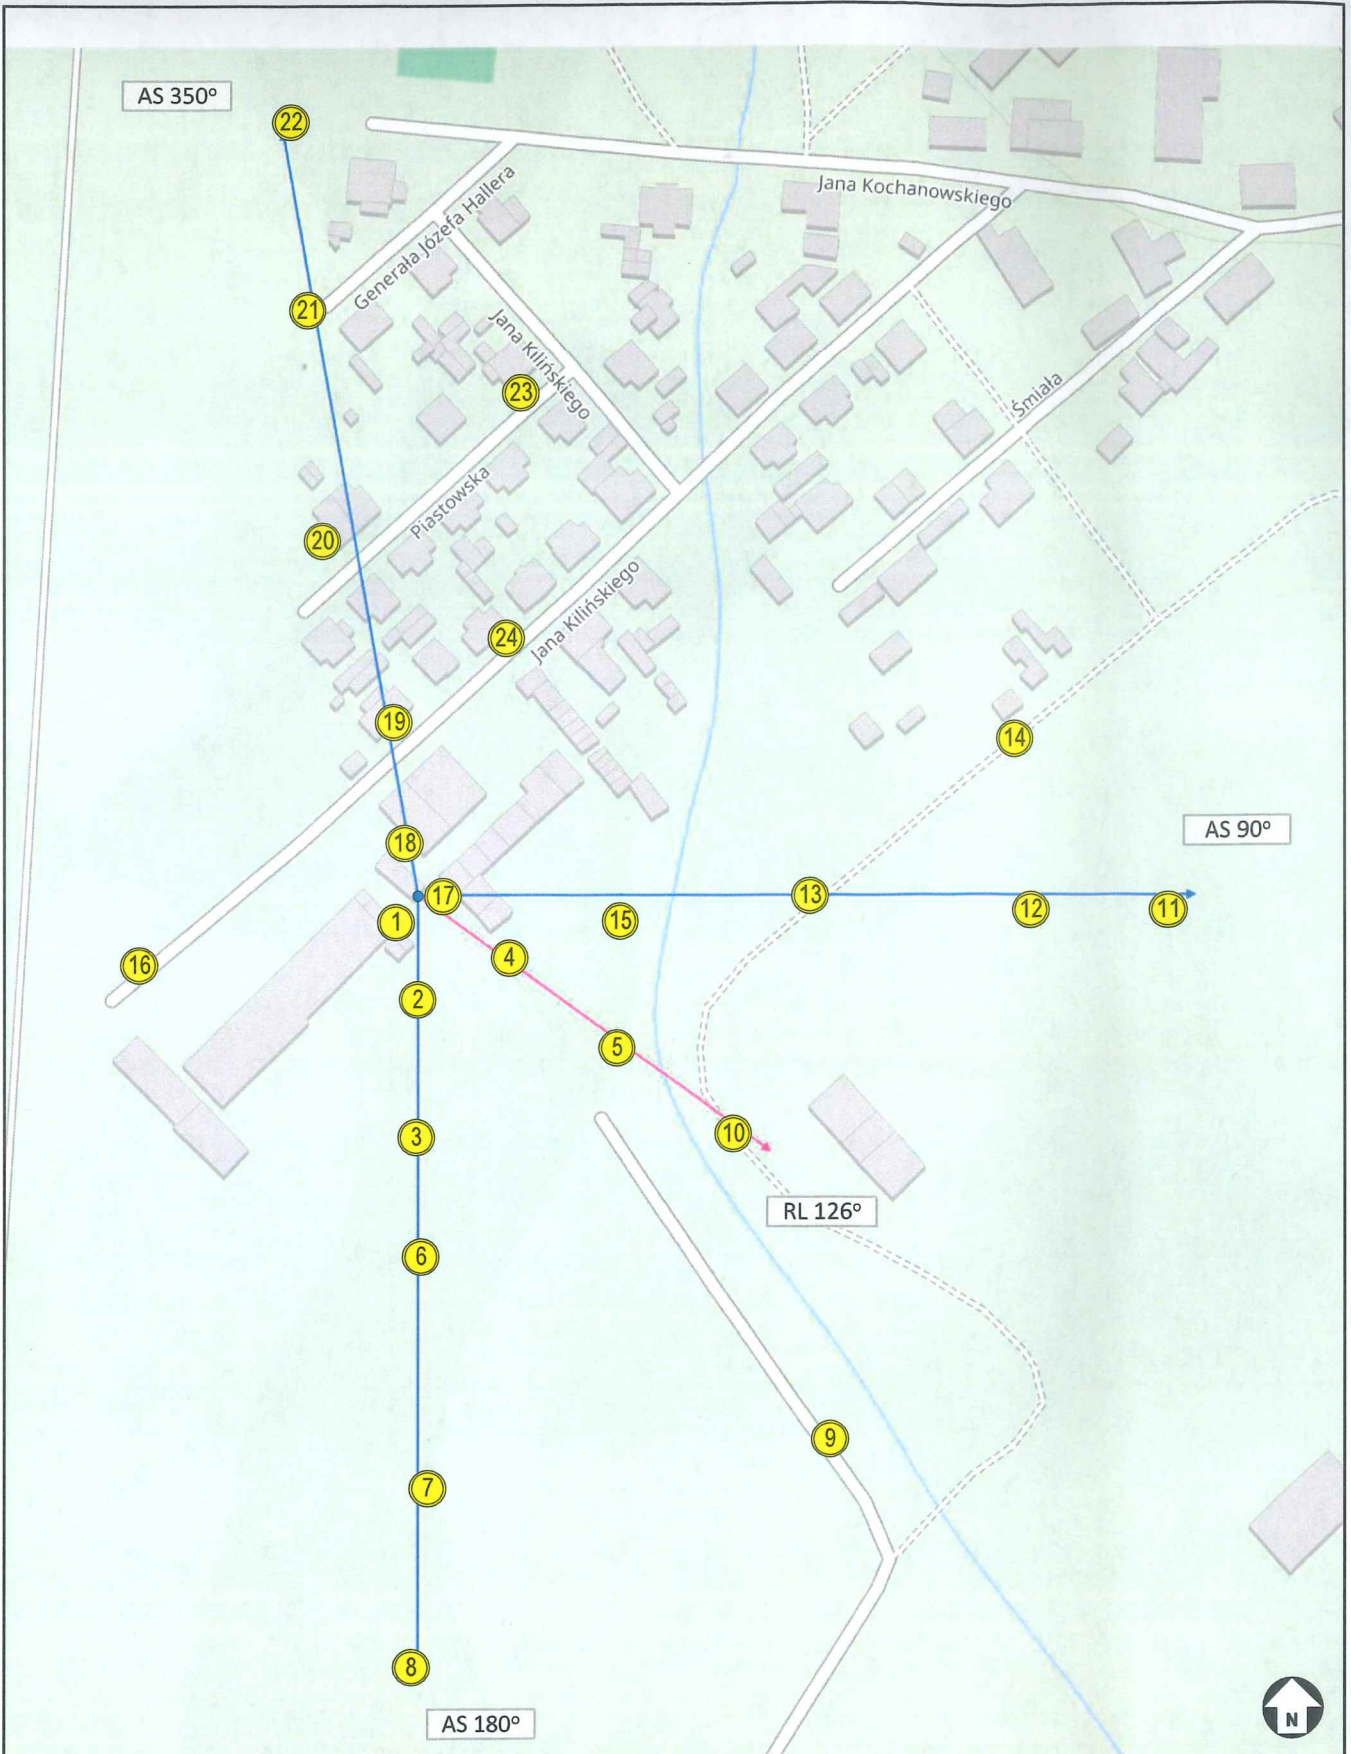 AS 350°
22
Jana Kochanowskiego
Generała Józefa Hallera
21
Jana Kilińskiego
23
Śmiała
Piastowska
20
Jana Kilińskiego
24
19
14
18
AS 90°
17
13
12
11
1
15
16
4
2
5
3
10
RL 126°
6
9
7
8
AS 180°
N